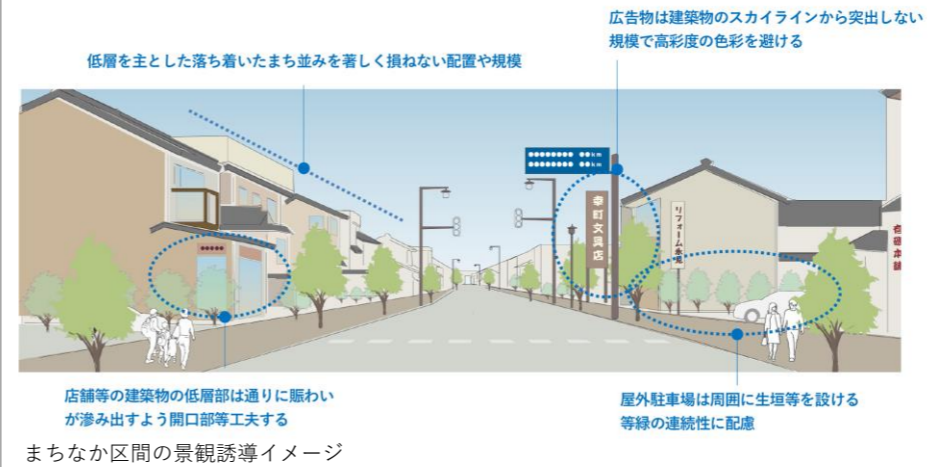 広告物は建築物のスカイラインから突出しない
規模で高彩度の色彩を避ける
低層を主とした落ち着いたまち並みを著しく損ねない配置や規模
●●●●●●●● ●●km
●●●●●●●● ●●km
幸町文具店
●●●●●
店舗等の建築物の低層部は通りに賑わい
が滲み出すよう開口部等工夫する
屋外駐車場は周囲に生垣等を設ける
等緑の連続性に配慮
まちなか区間の景観誘導イメージ